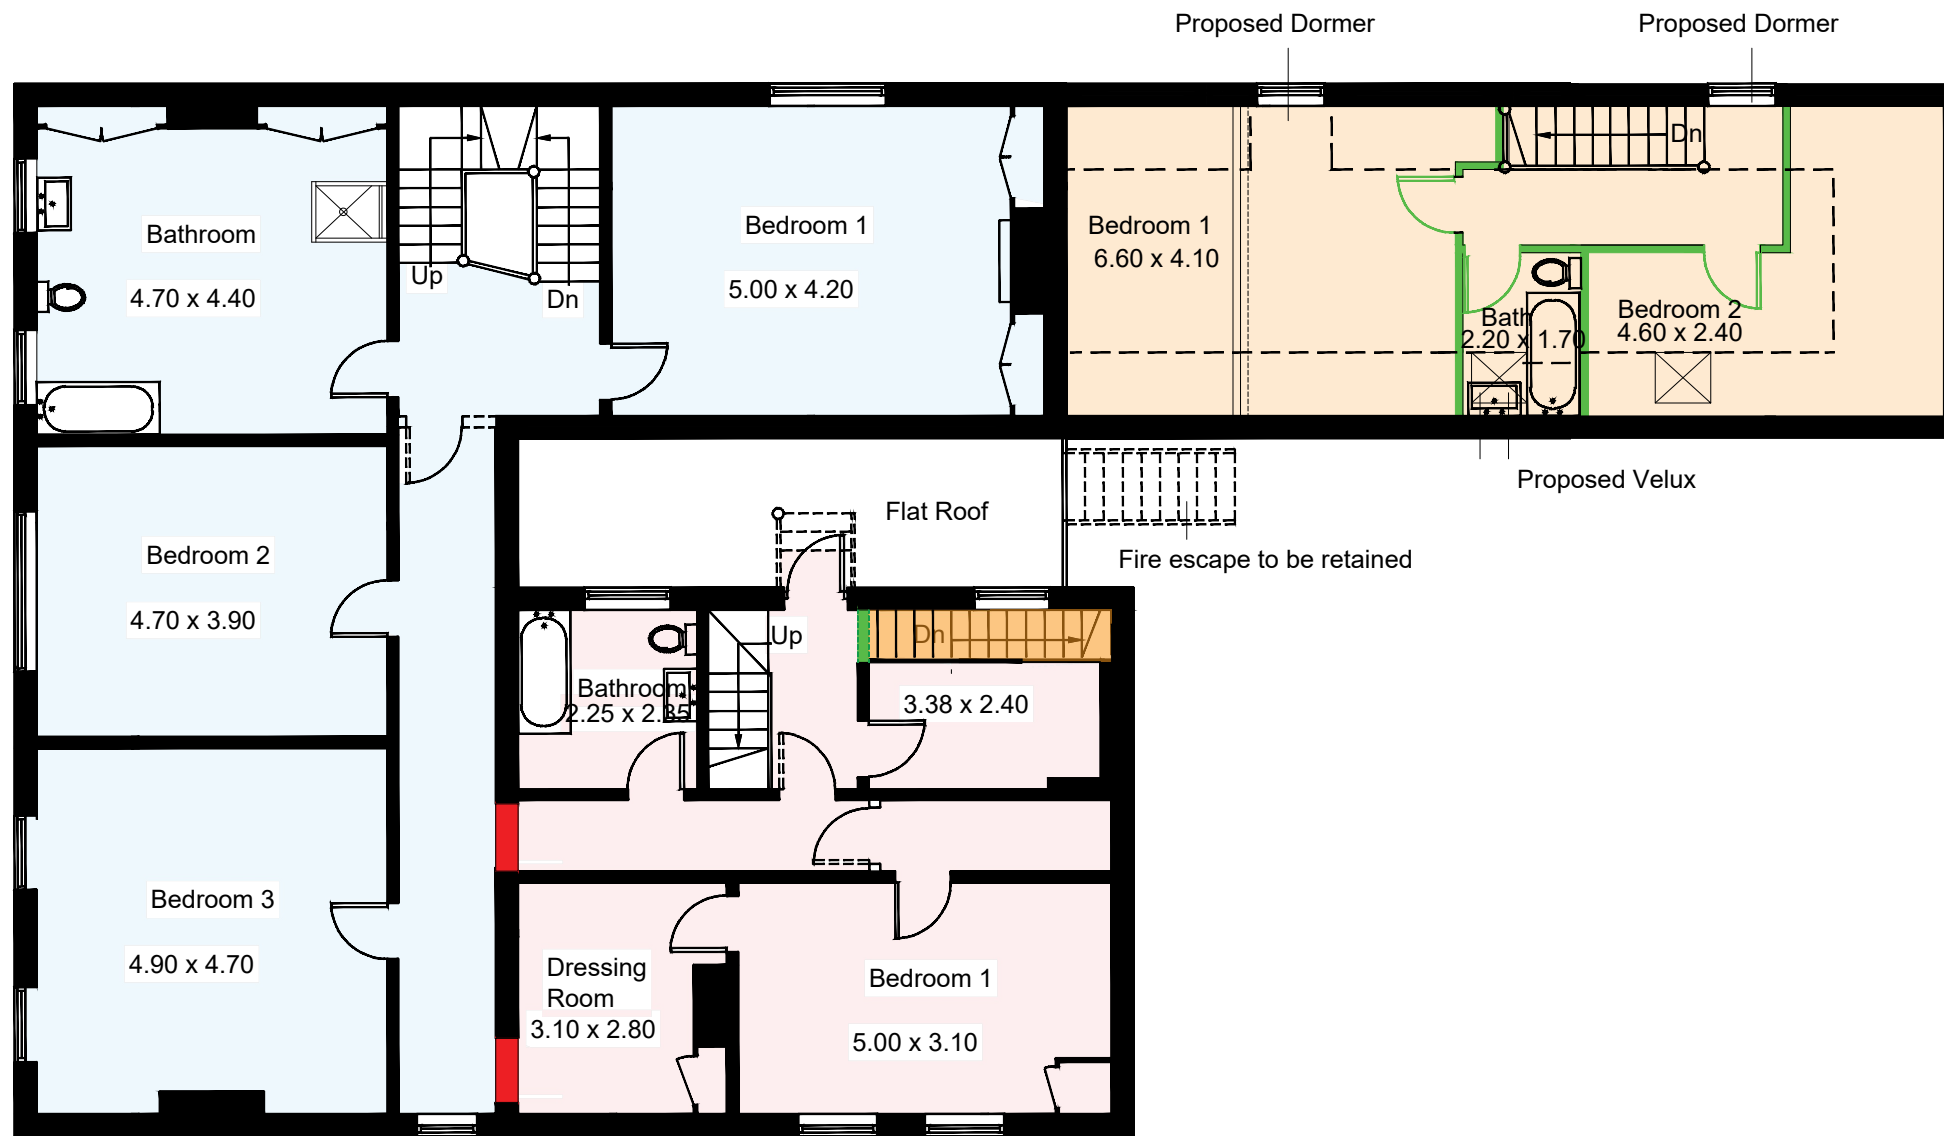 Proposed Dormer
Proposed Dormer
Bathroom
4.70 x 4.40
Up
Dn
Bedroom 1
5.00 x 4.20
Bedroom 1
6.60 x 4.10
Dn
Bath
2.20 x 1.70
Bedroom 2
4.60 x 2.40
Proposed Velux
Flat Roof
Fire escape to be retained
Bedroom 2
4.70 x 3.90
Bathroom
2.25 x 2.35
Up
Dn
3.38 x 2.40
Bedroom 3
4.90 x 4.70
Dressing
Room
3.10 x 2.80
Bedroom 1
5.00 x 3.10